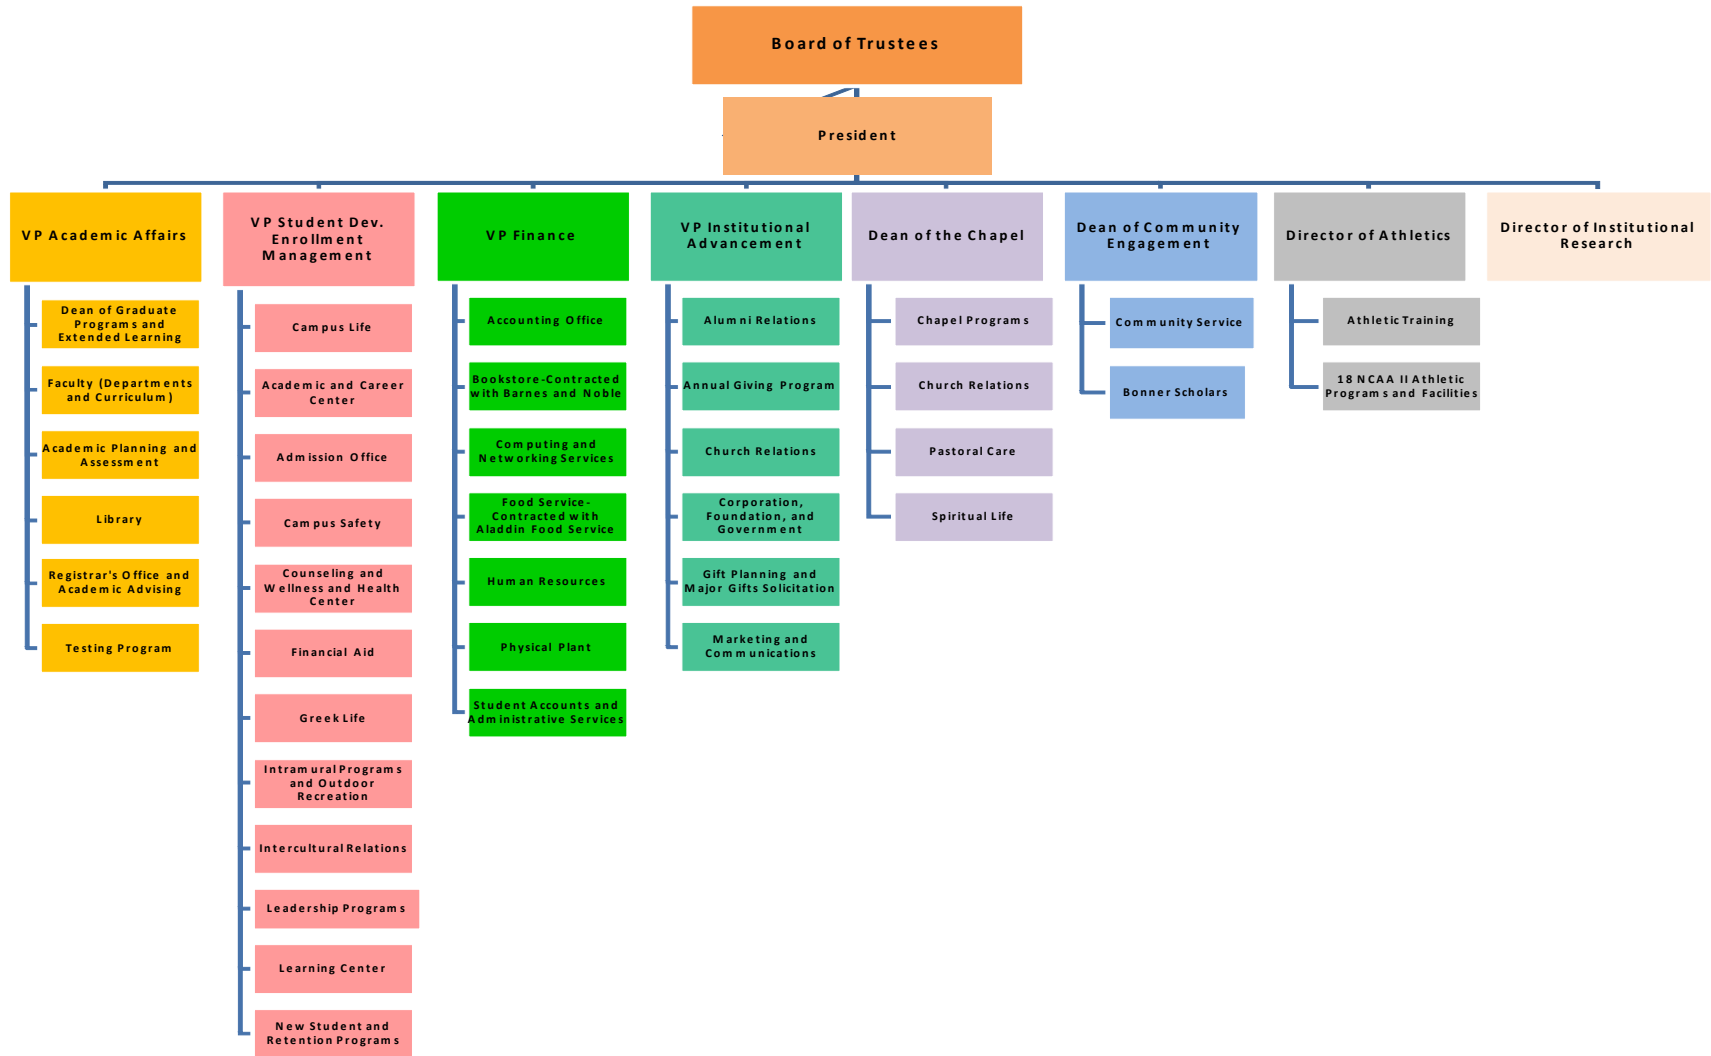 Board of Trustees
President
VP Academic Affairs
Dean of Graduate
Programs and
Extended Learning
Faculty (Departments
and Curriculum)
Academic Planning and
Assessment
Library
Registrar's Office and
Academic Advising
Testing Program
VP Student Dev.
Enrollment
Management
Campus Life
Academic and Career
Center
Admission Office
Campus Safety
Counseling and
Wellness and Health
Center
Financial Aid
Greek Life
Intramural Programs
and Outdoor
Recreation
Intercultural Relations
Leadership Programs
Learning Center
New Student and
Retention Programs
VP Finance
Accounting Office
Bookstore-Contracted
with Barnes and Noble
Computing and
Networking Services
Food Service-
Contracted with
Aladdin Food Service
Human Resources
Physical Plant
Student Accounts and
Administrative Services
VP Institutional
Advancement
Alumni Relations
Annual Giving Program
Church Relations
Corporation,
Foundation, and
Government
Gift Planning and
Major Gifts Solicitation
Marketing and
Communications
Dean of the Chapel
Chapel Programs
Church Relations
Pastoral Care
Spiritual Life
Dean of Community
Engagement
Community Service
Bonner Scholars
Director of Athletics
Athletic Training
18 NCAA II Athletic
Programs and Facilities
Director of Institutional
Research